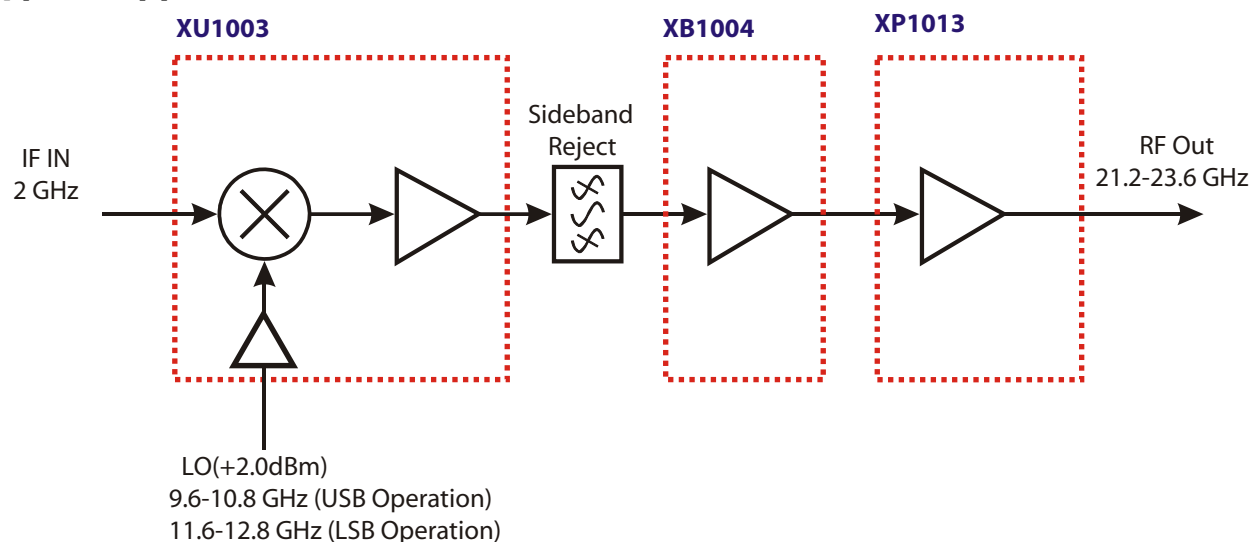 XU1003
XB1004
XP1013
Sideband
Reject
IF IN
2 GHz
RF Out
21.2-23.6 GHz
LO(+2.0dBm)
9.6-10.8 GHz (USB Operation)
11.6-12.8 GHz (LSB Operation)